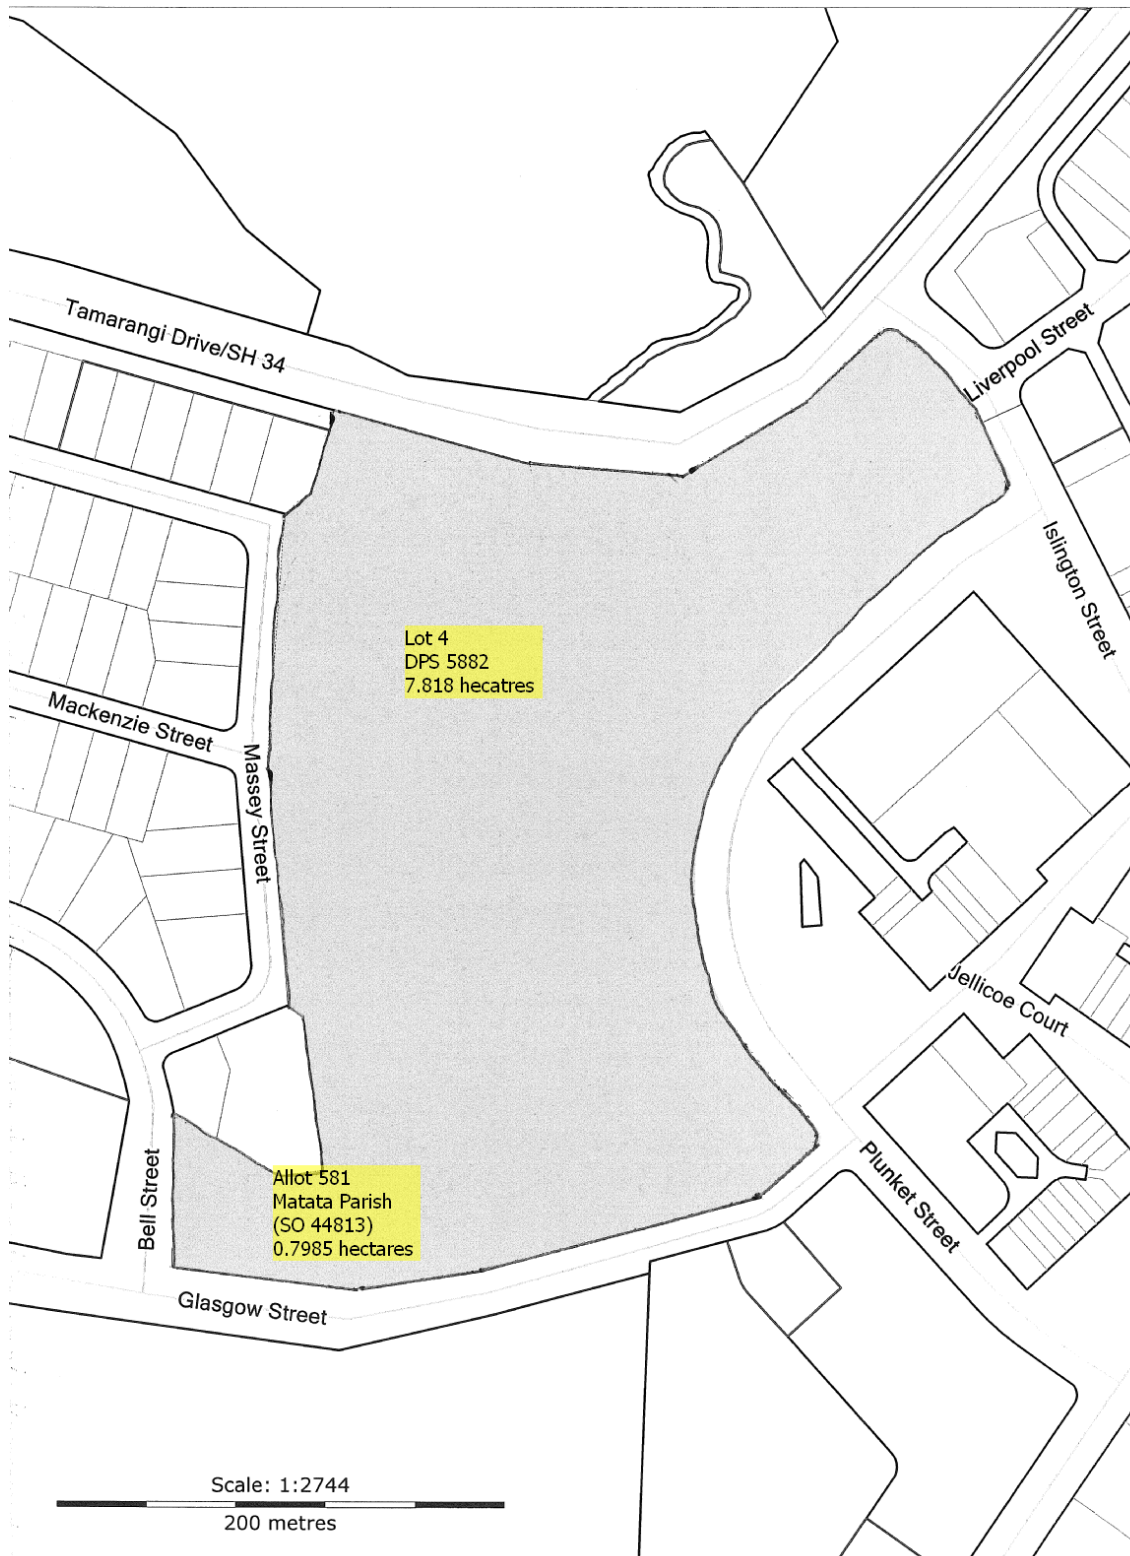 Tamarangi Drive/SH 34
Liverpool Street
Islington Street
Lot 4
DPS 5882
7.818 hecatres
Mackenzie Street
Massey Street
Jellicoe Court
Plunket Street
Bell Street
Allot 581
Matata Parish
(SO 44813)
0.7985 hectares
Glasgow Street
Scale: 1:2744
200 metres